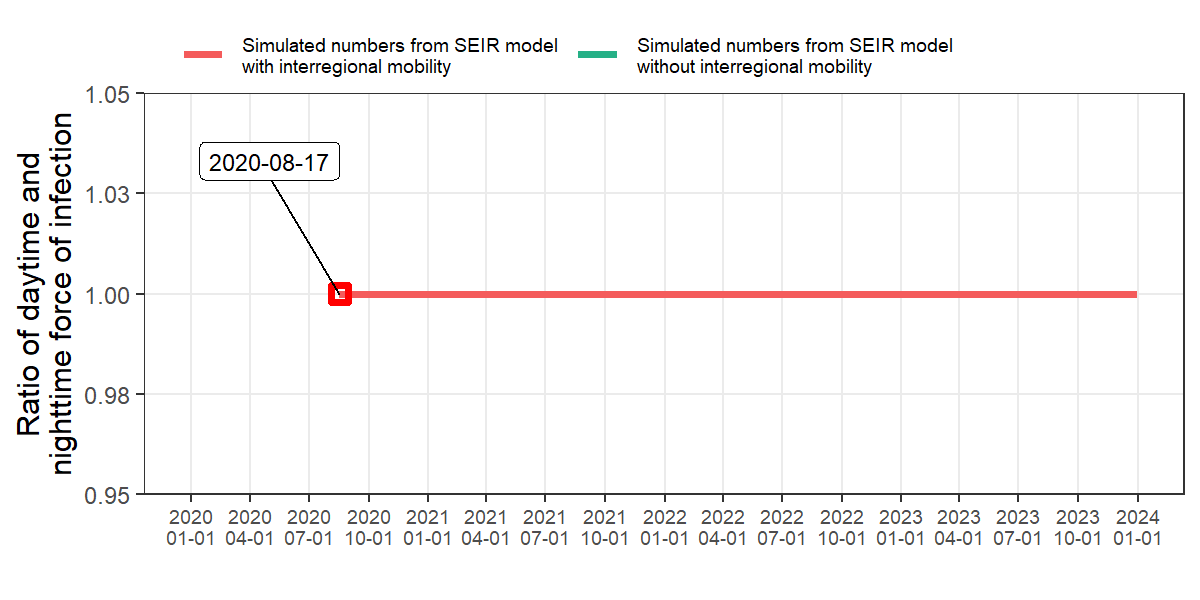 Simulated numbers from SEIR model
with interregional mobility
Simulated numbers from SEIR model
without interregional mobility
Ratio of daytime and
nighttime force of infection
1.05
1.03
1.00
0.98
0.95
2020-08-17
2020 2020 2020 2020 2021 2021 2021 2021 2022 2022 2022 2022 2023 2023 2023 2023 2024
01-01 04-01 07-01 10-01 01-01 04-01 07-01 10-01 01-01 04-01 07-01 10-01 01-01 04-01 07-01 10-01 01-01